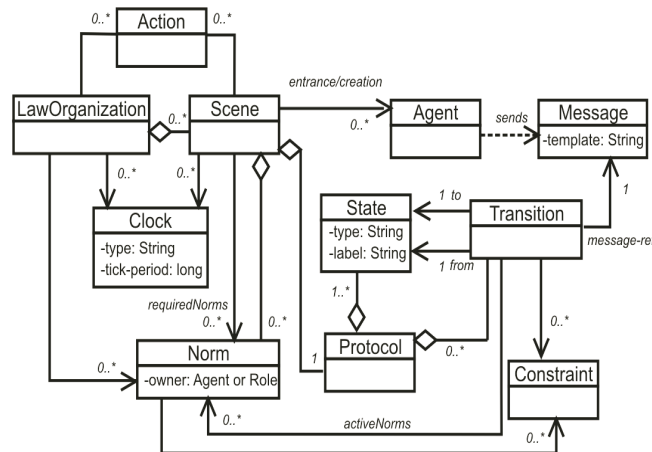 0..*
Action
0..*
LawOrganization
0..*
Scene
entrance/creation
0..*
Agent
sends
Message
-template: String
1
0..*
0..*
Clock
-type: String
-tick-period: long
State
-type: String
-label: String
1 to
1 from
Transition
message-re
requiredNorms
0..*
0..*
1..*
0..*
Norm
-owner: Agent or Role
0..*
1
Protocol
0..*
Constraint
0..*
activeNorms
0..*